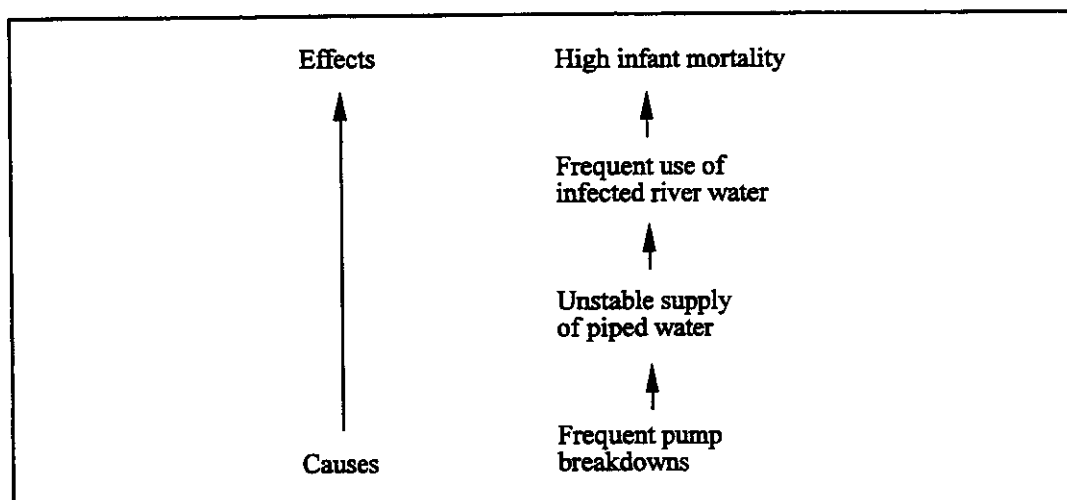 Effects
High infant mortality
Frequent use of
infected river water
Unstable supply
of piped water
Frequent pump
breakdowns
Causes